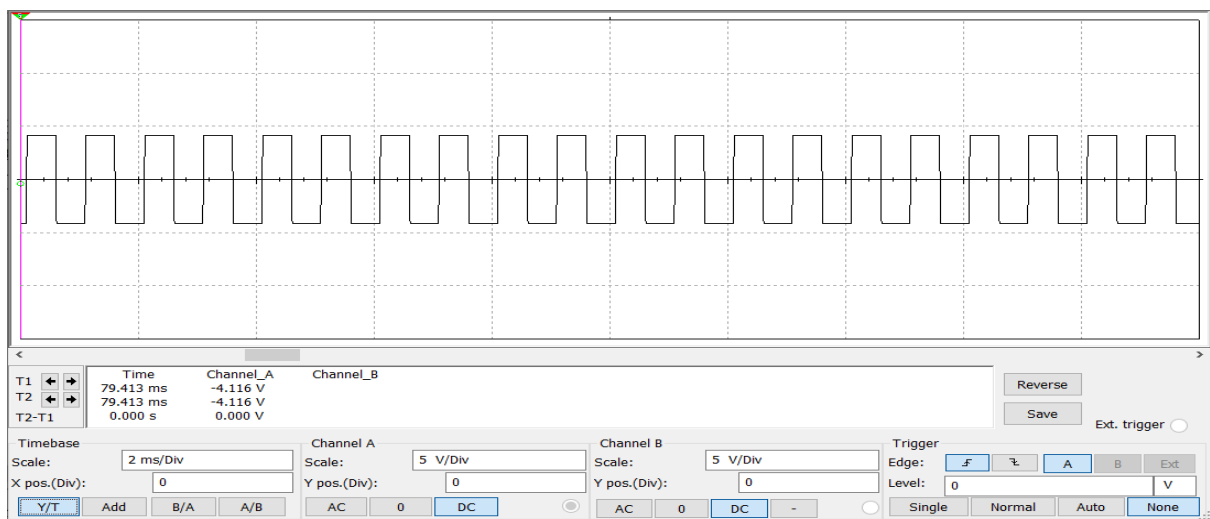 Time Channel_A Channel_B
T1 79.413 ms -4.116 V
T2 79.413 ms -4.116 V
T2-T1 0.000 s 0.000 V
Reverse
Save
Ext. trigger
Timebase
Scale: 2 ms/Div
X pos.(Div): 0
Y/T Add B/A A/B
Channel A
Scale: 5 V/Div
Y pos.(Div): 0
AC 0 DC
Channel B
Scale: 5 V/Div
Y pos.(Div): 0
AC 0 DC -
Trigger
Edge: A B Ext
Level: 0 V
Single Normal Auto None